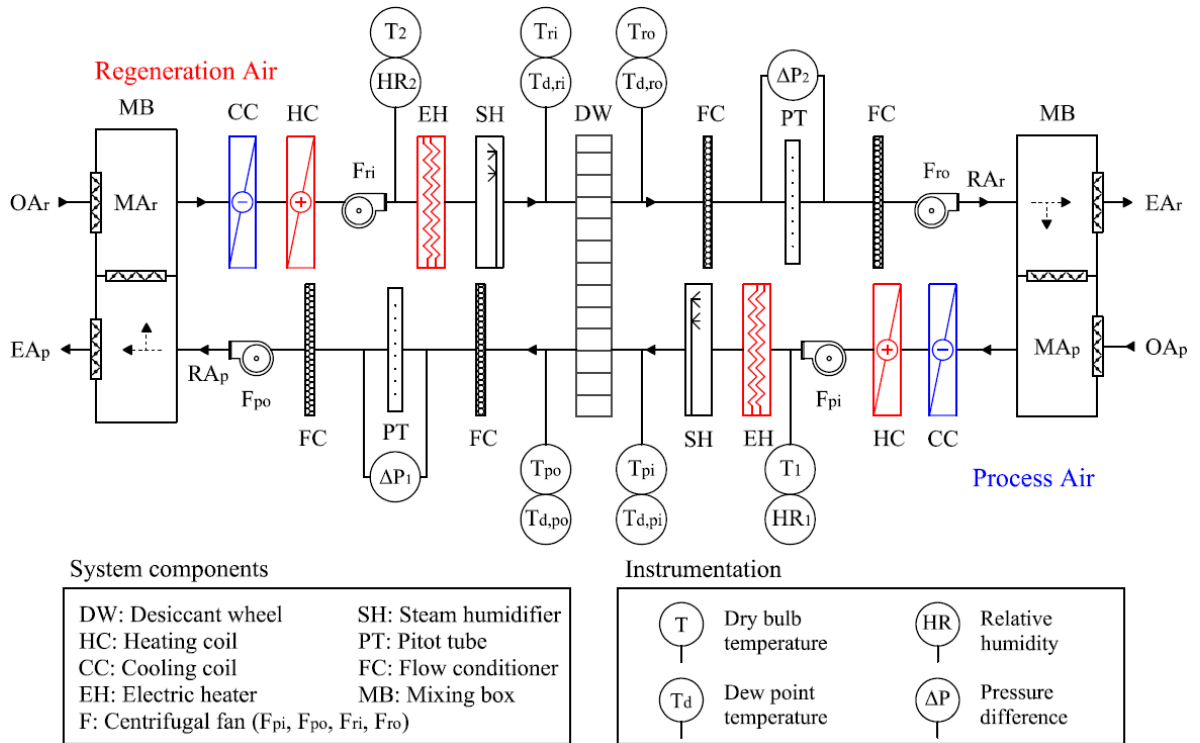 T2 Tri Tro
Regeneration Air HR2 Td,ri Td,ro ΔP2
MB CC HC EH SH DW FC PT FC MB
OAr MAr Fri Fro RAr EAr
EAp RAp Fpo Fpi MAp OAp
FC PT FC SH EH HC CC
ΔP1 Tpo Tpi T1 Process Air
Td,po Td,pi HR1
System components
DW: Desiccant wheel SH: Steam humidifier
HC: Heating coil PT: Pitot tube
CC: Cooling coil FC: Flow conditioner
EH: Electric heater MB: Mixing box
F: Centrifugal fan (Fpi, Fpo, Fri, Fro)
Instrumentation
T Dry bulb temperature HR Relative humidity
Td Dew point temperature ΔP Pressure difference